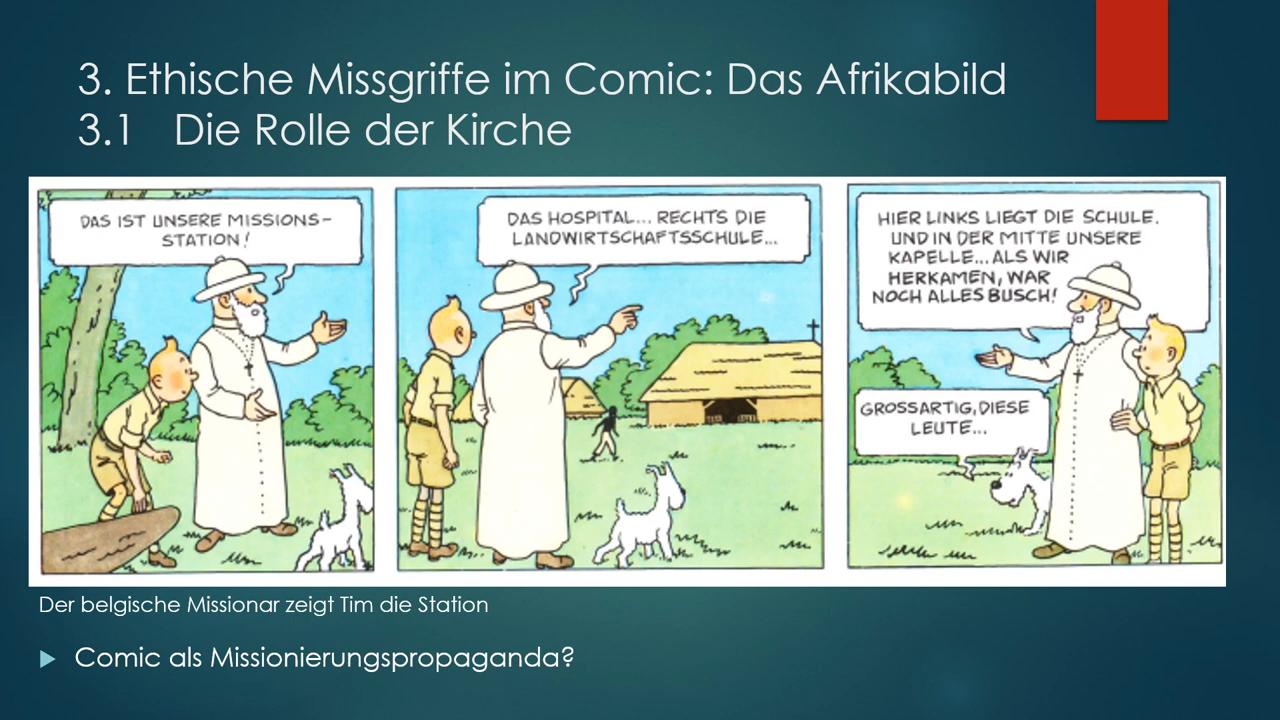 3. Ethische Missgriffe im Comic: Das Afrikabild
3.1 Die Rolle der Kirche
DAS IST UNSERE MISSIONS-
STATION!
DAS HOSPITAL... RECHTS DIE
LANDWIRTSCHAFTSSCHULE...
HIER LINKS LIEGT DIE SCHULE.
UND IN DER MITTE UNSERE
KAPELLE... ALS WIR
HERKAMEN, WAR
NOCH ALLES BUSCH!
GROSSARTIG, DIESE
LEUTE...
Der belgische Missionar zeigt Tim die Station
Comic als Missionierungspropaganda?